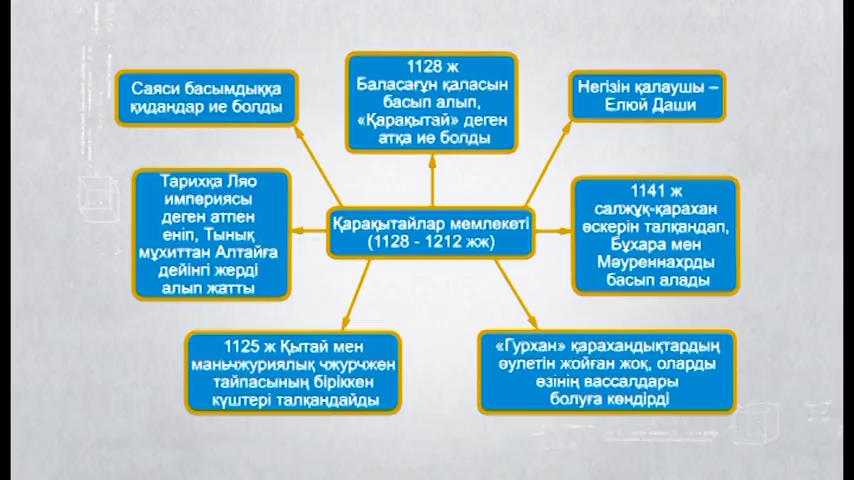 Саяси басымдыққа
қидандар ие болды
1128 ж
Баласағұн қаласын
басып алып,
«Қарақытай» деген
атқа ие болды
Негізін қалаушы –
Елюй Даши
Тарихқа Ляо
империясы
деген атпен
еніп, Тынық
мұхиттан Алтайға
дейінгі жерді
алып жатты
Қарақытайлар мемлекеті
(1128 - 1212 жж)
1141 ж
салжұқ-қарахан
әскерін талқандап,
Бұхара мен
Мәуреннахрды
басып алады
1125 ж Қытай мен
маньчжуриялық чжурчжен
тайпасының біріккен
күштері талқандайды
«Гурхан» қарахандықтардың
әулетін жойған жоқ, оларды
өзінің вассалдары
болуға көндірді